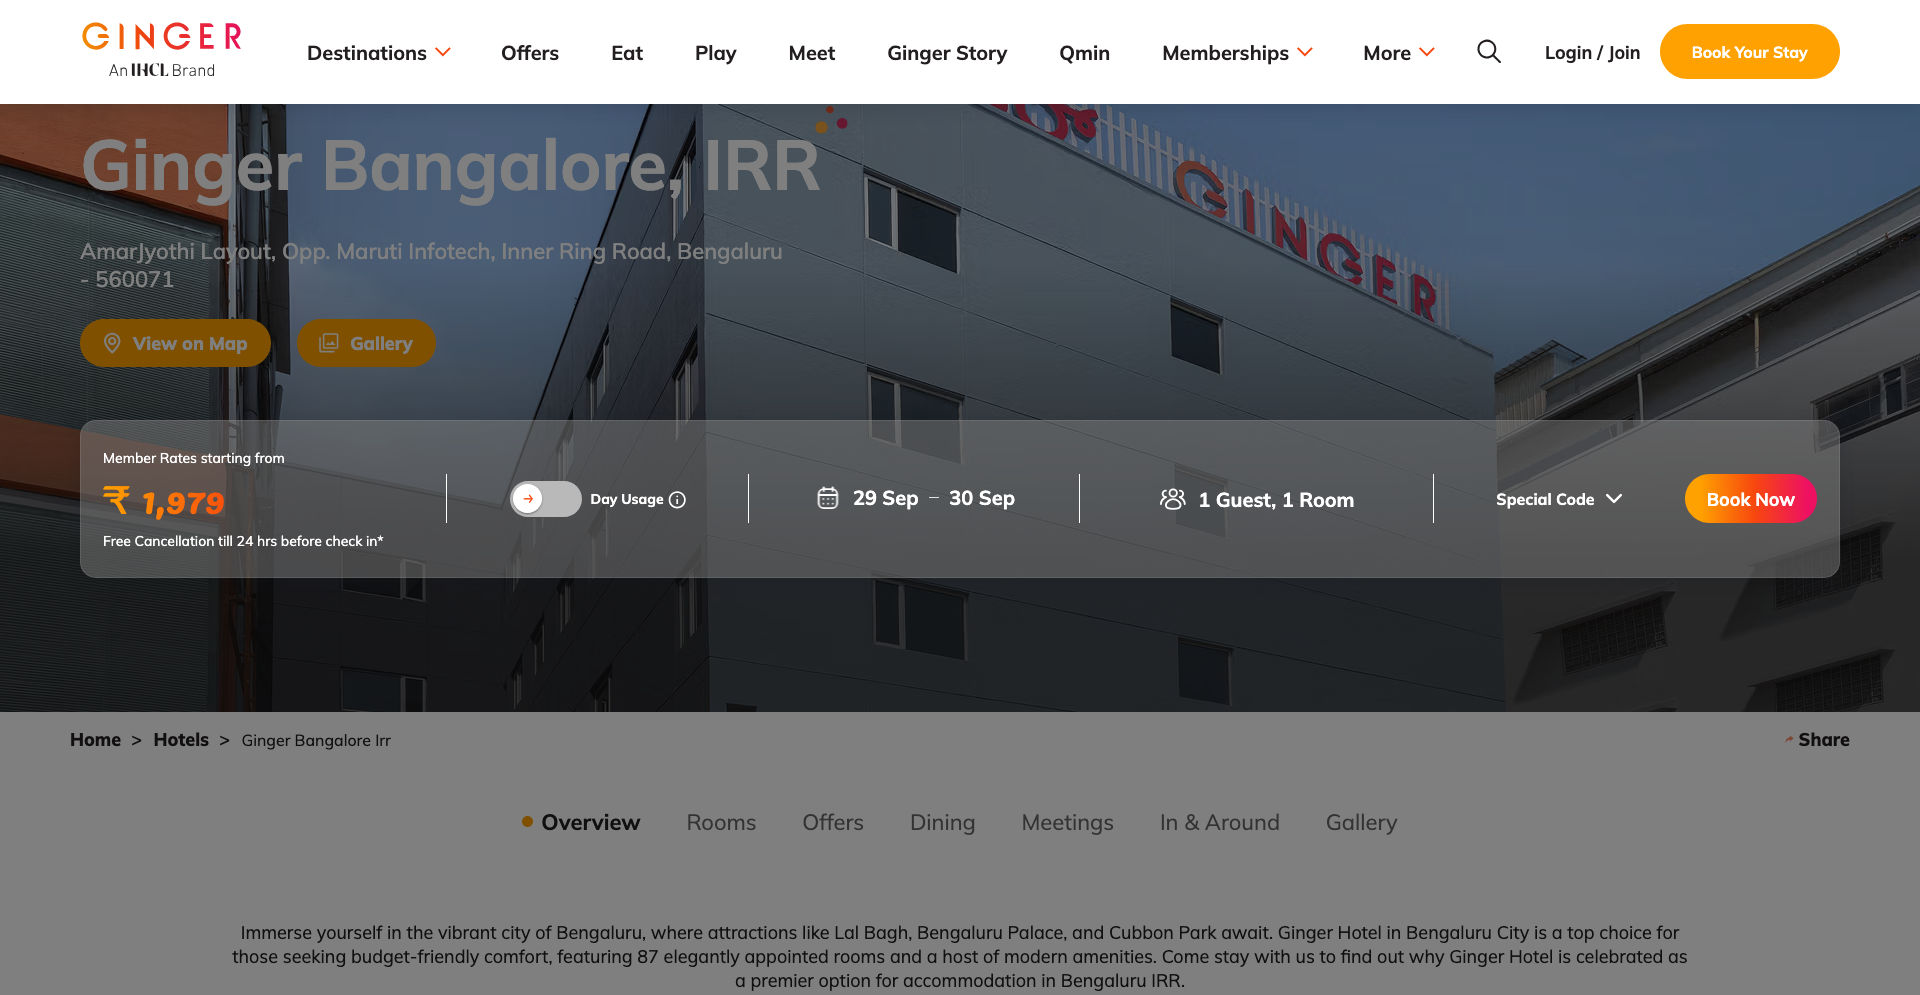 GINGER
An IHCL Brand
Destinations
Offers
Eat
Play
Meet
Ginger Story
Qmin
Memberships
More
Login / Join
Book Your Stay
Ginger Bangalore, IRR
GINGER
AmarJyothi Layout, Opp. Maruti Infotech, Inner Ring Road, Bengaluru
- 560071
View on Map
Gallery
Member Rates starting from
₹ 1,979
Free Cancellation till 24 hrs before check in*
Day Usage
29 Sep – 30 Sep
1 Guest, 1 Room
Special Code
Book Now
Home > Hotels > Ginger Bangalore Irr
Share
Overview
Rooms
Offers
Dining
Meetings
In & Around
Gallery
Immerse yourself in the vibrant city of Bengaluru, where attractions like Lal Bagh, Bengaluru Palace, and Cubbon Park await. Ginger Hotel in Bengaluru City is a top choice for
those seeking budget-friendly comfort, featuring 87 elegantly appointed rooms and a host of modern amenities. Come stay with us to find out why Ginger Hotel is celebrated as
a premier option for accommodation in Bengaluru IRR.